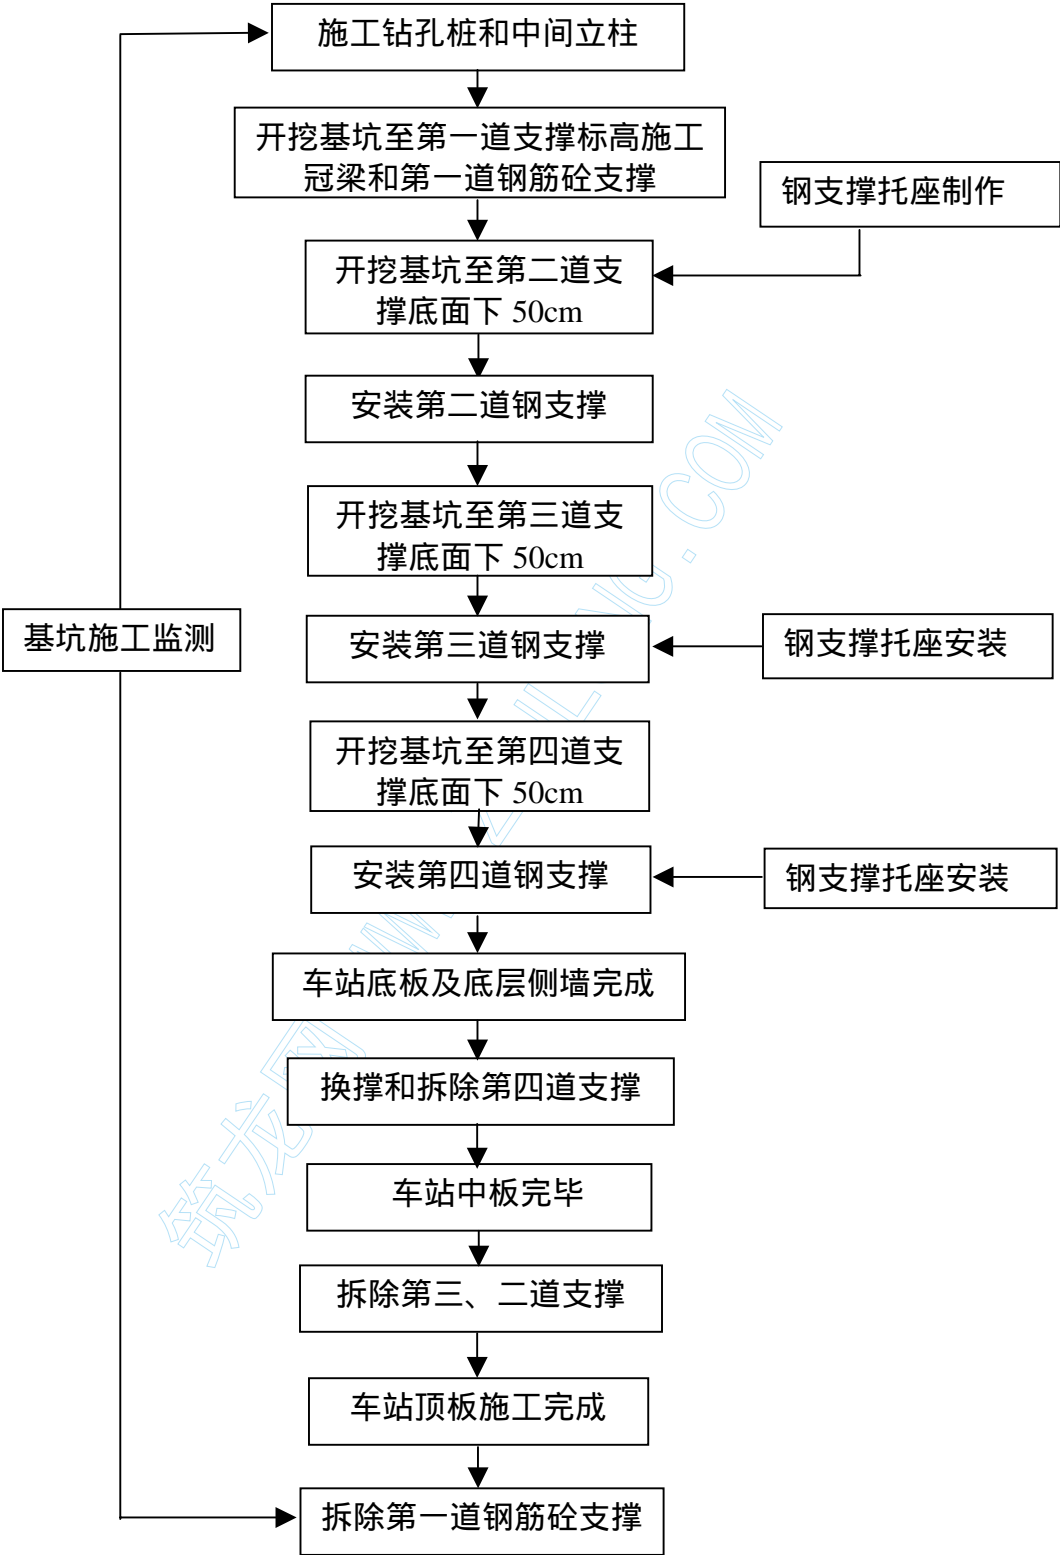 施工钻孔桩和中间立柱
开挖基坑至第一道支撑标高施工
冠梁和第一道钢筋砼支撑
钢支撑托座制作
开挖基坑至第二道支
撑底面下 50cm
安装第二道钢支撑
开挖基坑至第三道支
撑底面下 50cm
基坑施工监测
安装第三道钢支撑
钢支撑托座安装
开挖基坑至第四道支
撑底面下 50cm
安装第四道钢支撑
钢支撑托座安装
车站底板及底层侧墙完成
换撑和拆除第四道支撑
车站中板完毕
拆除第三、二道支撑
车站顶板施工完成
拆除第一道钢筋砼支撑